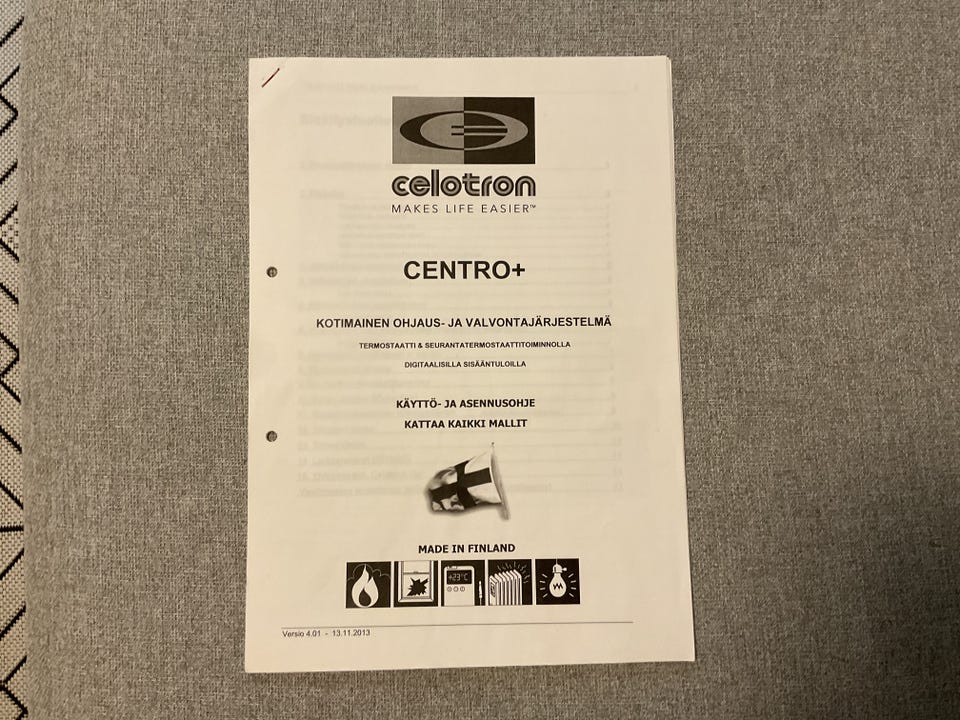 celotron
MAKES LIFE EASIER™
CENTRO+
KOTIMAINEN OHJAUS- JA VALVONTAJÄRJESTELMÄ
TERMOSTAATTI & SEURANTATERMOSTAATTITOIMINNOLLA
DIGITAALISILLA SISÄÄNTULOILLA
KÄYTTÖ- JA ASENNUSOHJE
KATTAA KAIKKI MALLIT
MADE IN FINLAND
+23°C
Versio 4.01 - 13.11.2013